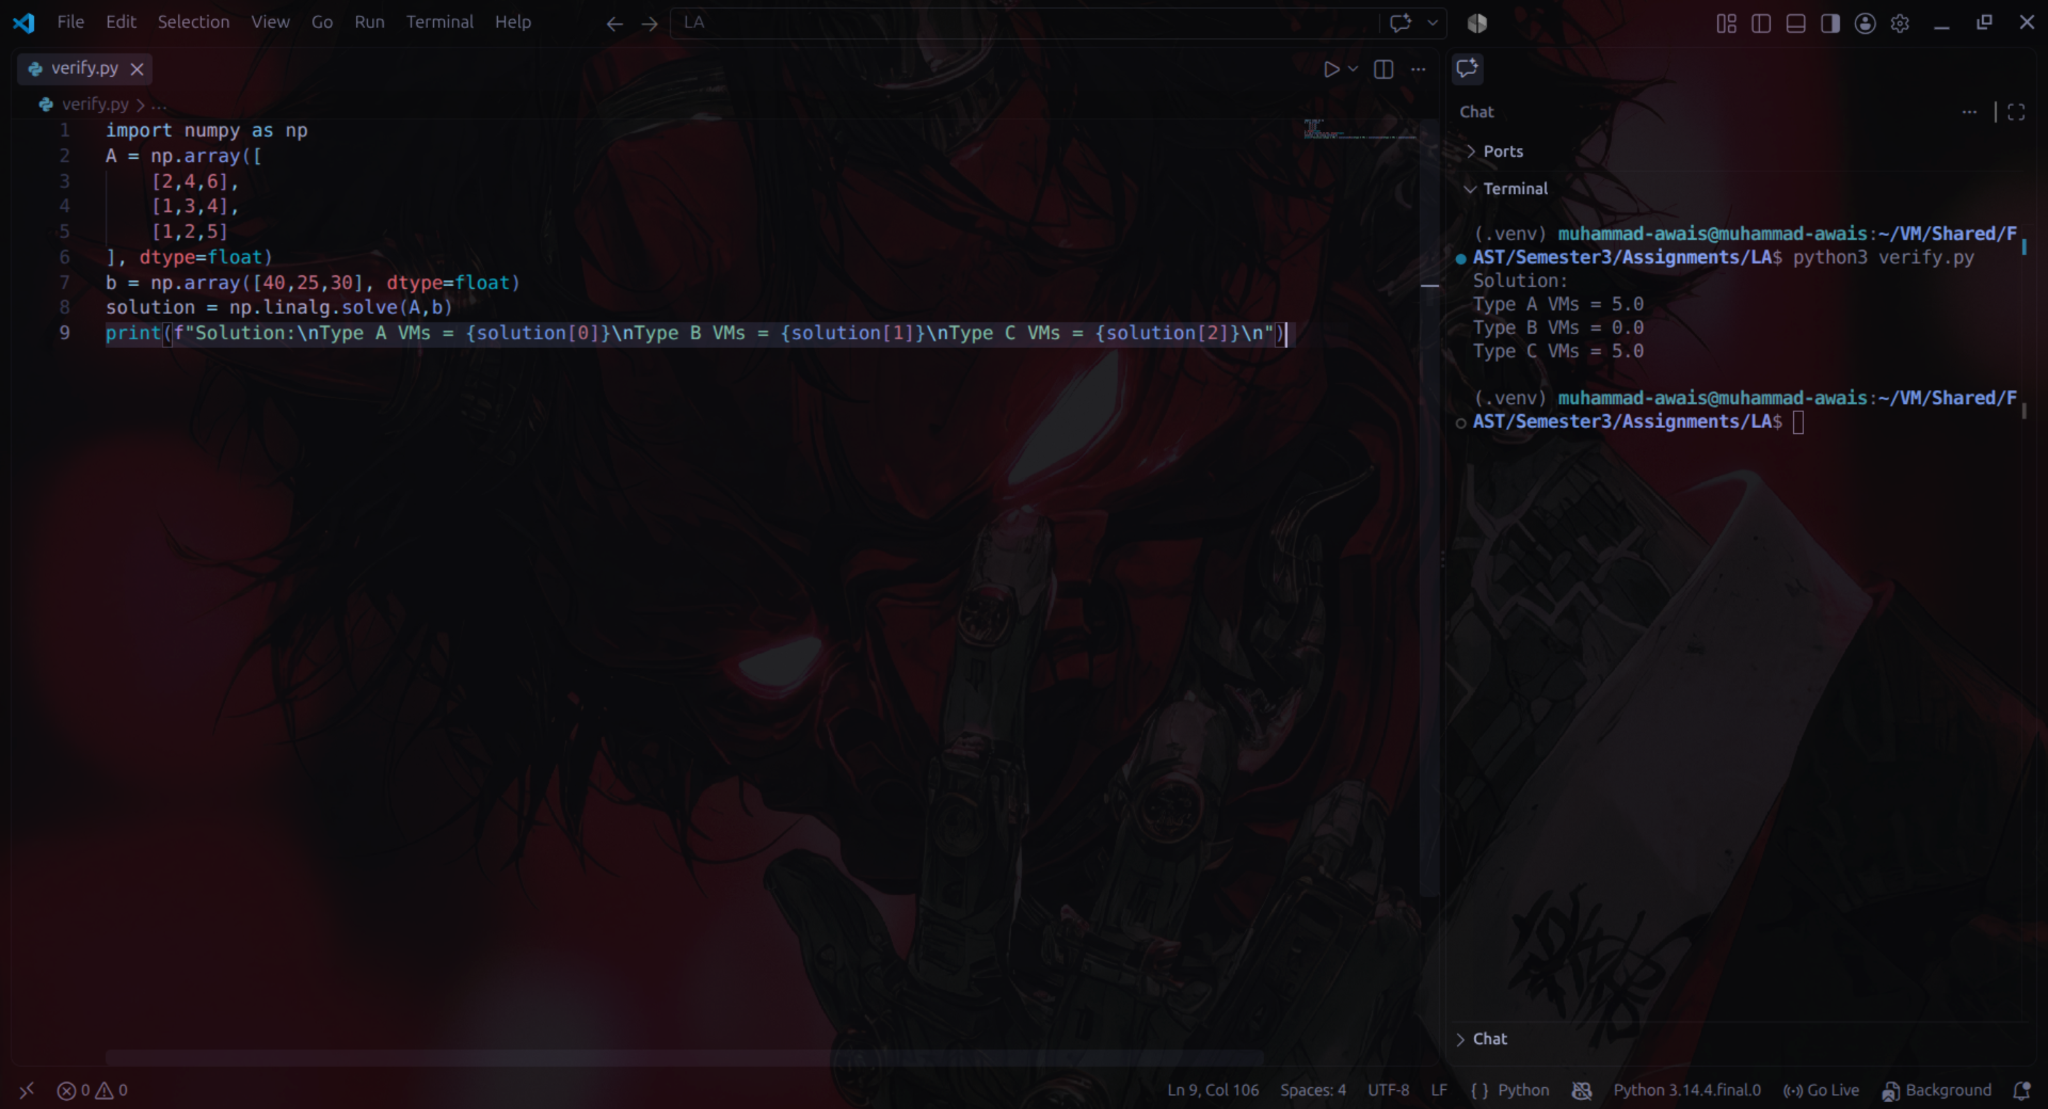 File Edit Selection View Go Run Terminal Help LA
verify.py
verify.py > ...
1 import numpy as np
2 A = np.array([
3 [2,4,6],
4 [1,3,4],
5 [1,2,5]
6 ], dtype=float)
7 b = np.array([40,25,30], dtype=float)
8 solution = np.linalg.solve(A,b)
9 print(f"Solution:\nType A VMs = {solution[0]}\nType B VMs = {solution[1]}\nType C VMs = {solution[2]}\n")
Chat
Ports
Terminal
(.venv) muhammad-awais@muhammad-awais:~/VM/Shared/F
AST/Semester3/Assignments/LA$ python3 verify.py
Solution:
Type A VMs = 5.0
Type B VMs = 0.0
Type C VMs = 5.0
(.venv) muhammad-awais@muhammad-awais:~/VM/Shared/F
AST/Semester3/Assignments/LA$
Chat
0 0 Ln 9, Col 106 Spaces: 4 UTF-8 LF { } Python Python 3.14.4.final.0 Go Live Background